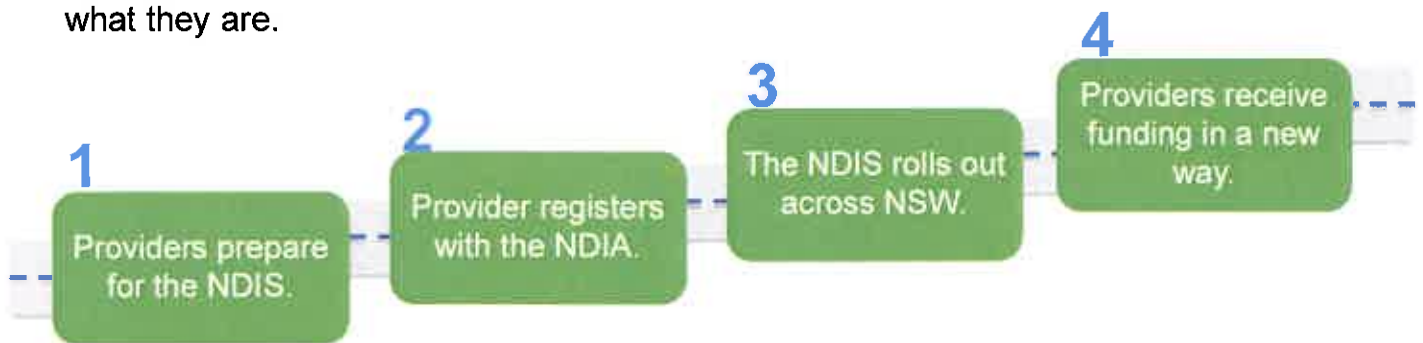 what they are.
1
Providers prepare
for the NDIS.
2
Provider registers
with the NDIA.
3
The NDIS rolls out
across NSW.
4
Providers receive
funding in a new
way.